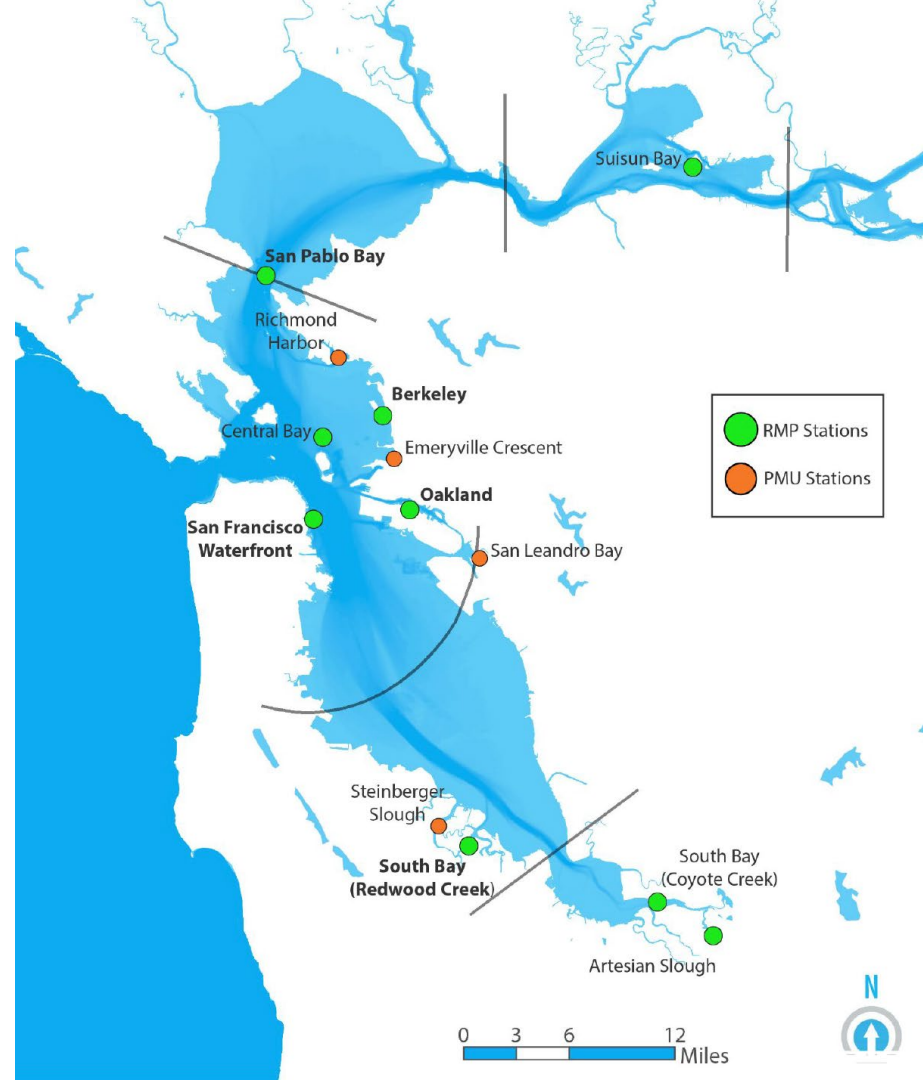 Suisun Bay
San Pablo Bay
Richmond
Harbor
Berkeley
Central Bay
Emeryville Crescent
RMP Stations
PMU Stations
Oakland
San Francisco
Waterfront
San Leandro Bay
Steinberger
Slough
South Bay
(Redwood Creek)
South Bay
(Coyote Creek)
Artesian Slough
N
0 3 6 12
Miles